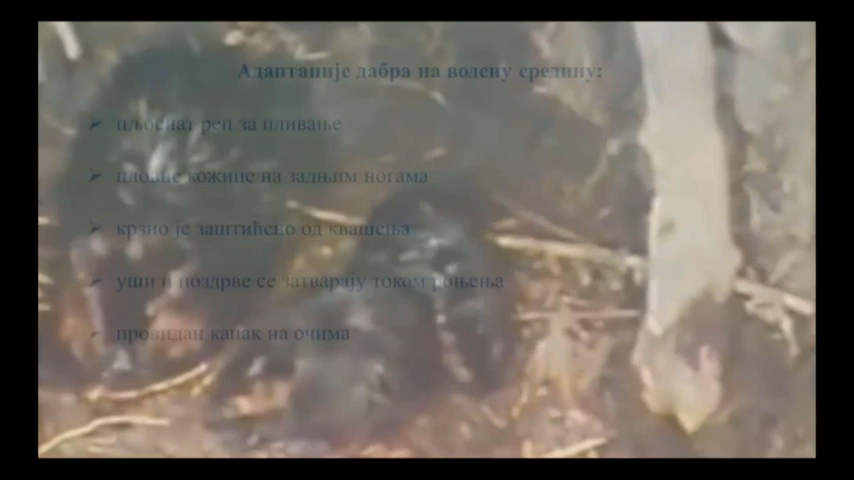 Адаптације дабра на водену средину:
➢ пљоснат реп за пливање
➢ пловне кожице на задњим ногама
➢ крзно је заштићено од квашења
➢ уши и ноздрве се затварају током роњења
➢ провидан капак на очима